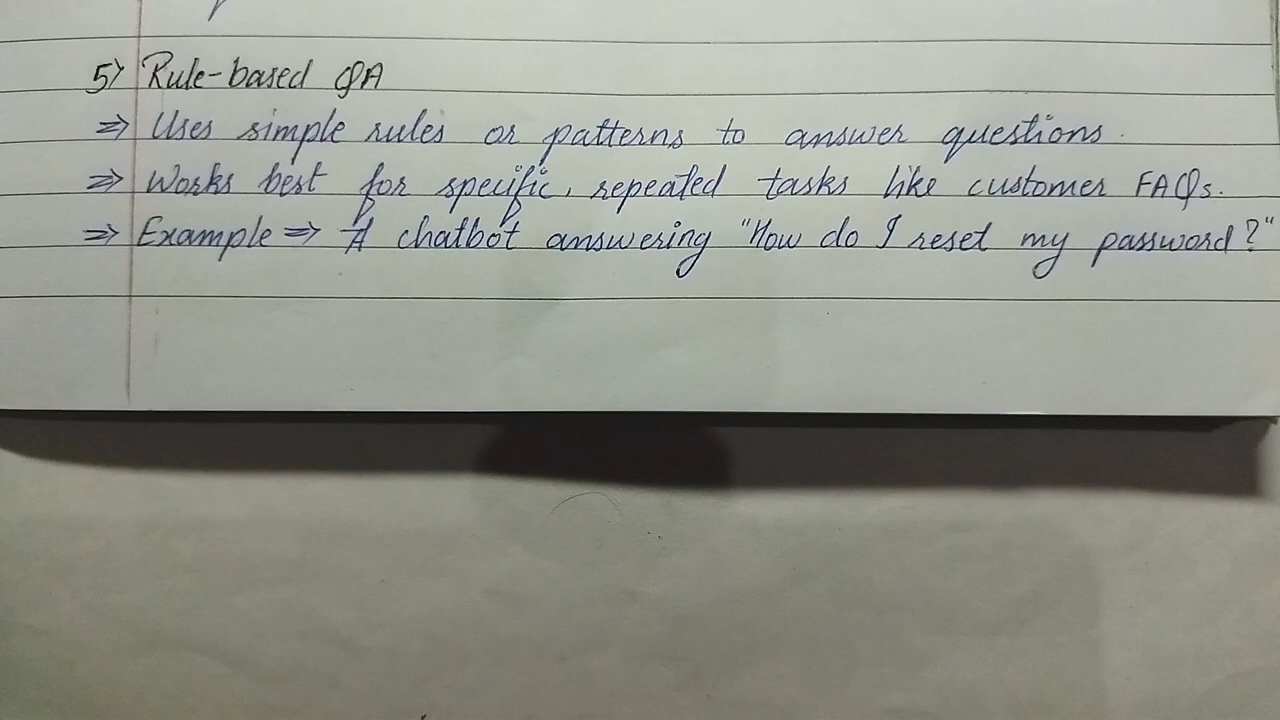 5) Rule-based QA
⇒ Uses simple rules or patterns to answer questions.
⇒ Works best for specific, repeated tasks like customer FAQs.
⇒ Example ⇒ A chatbot answering "How do I reset my password?"